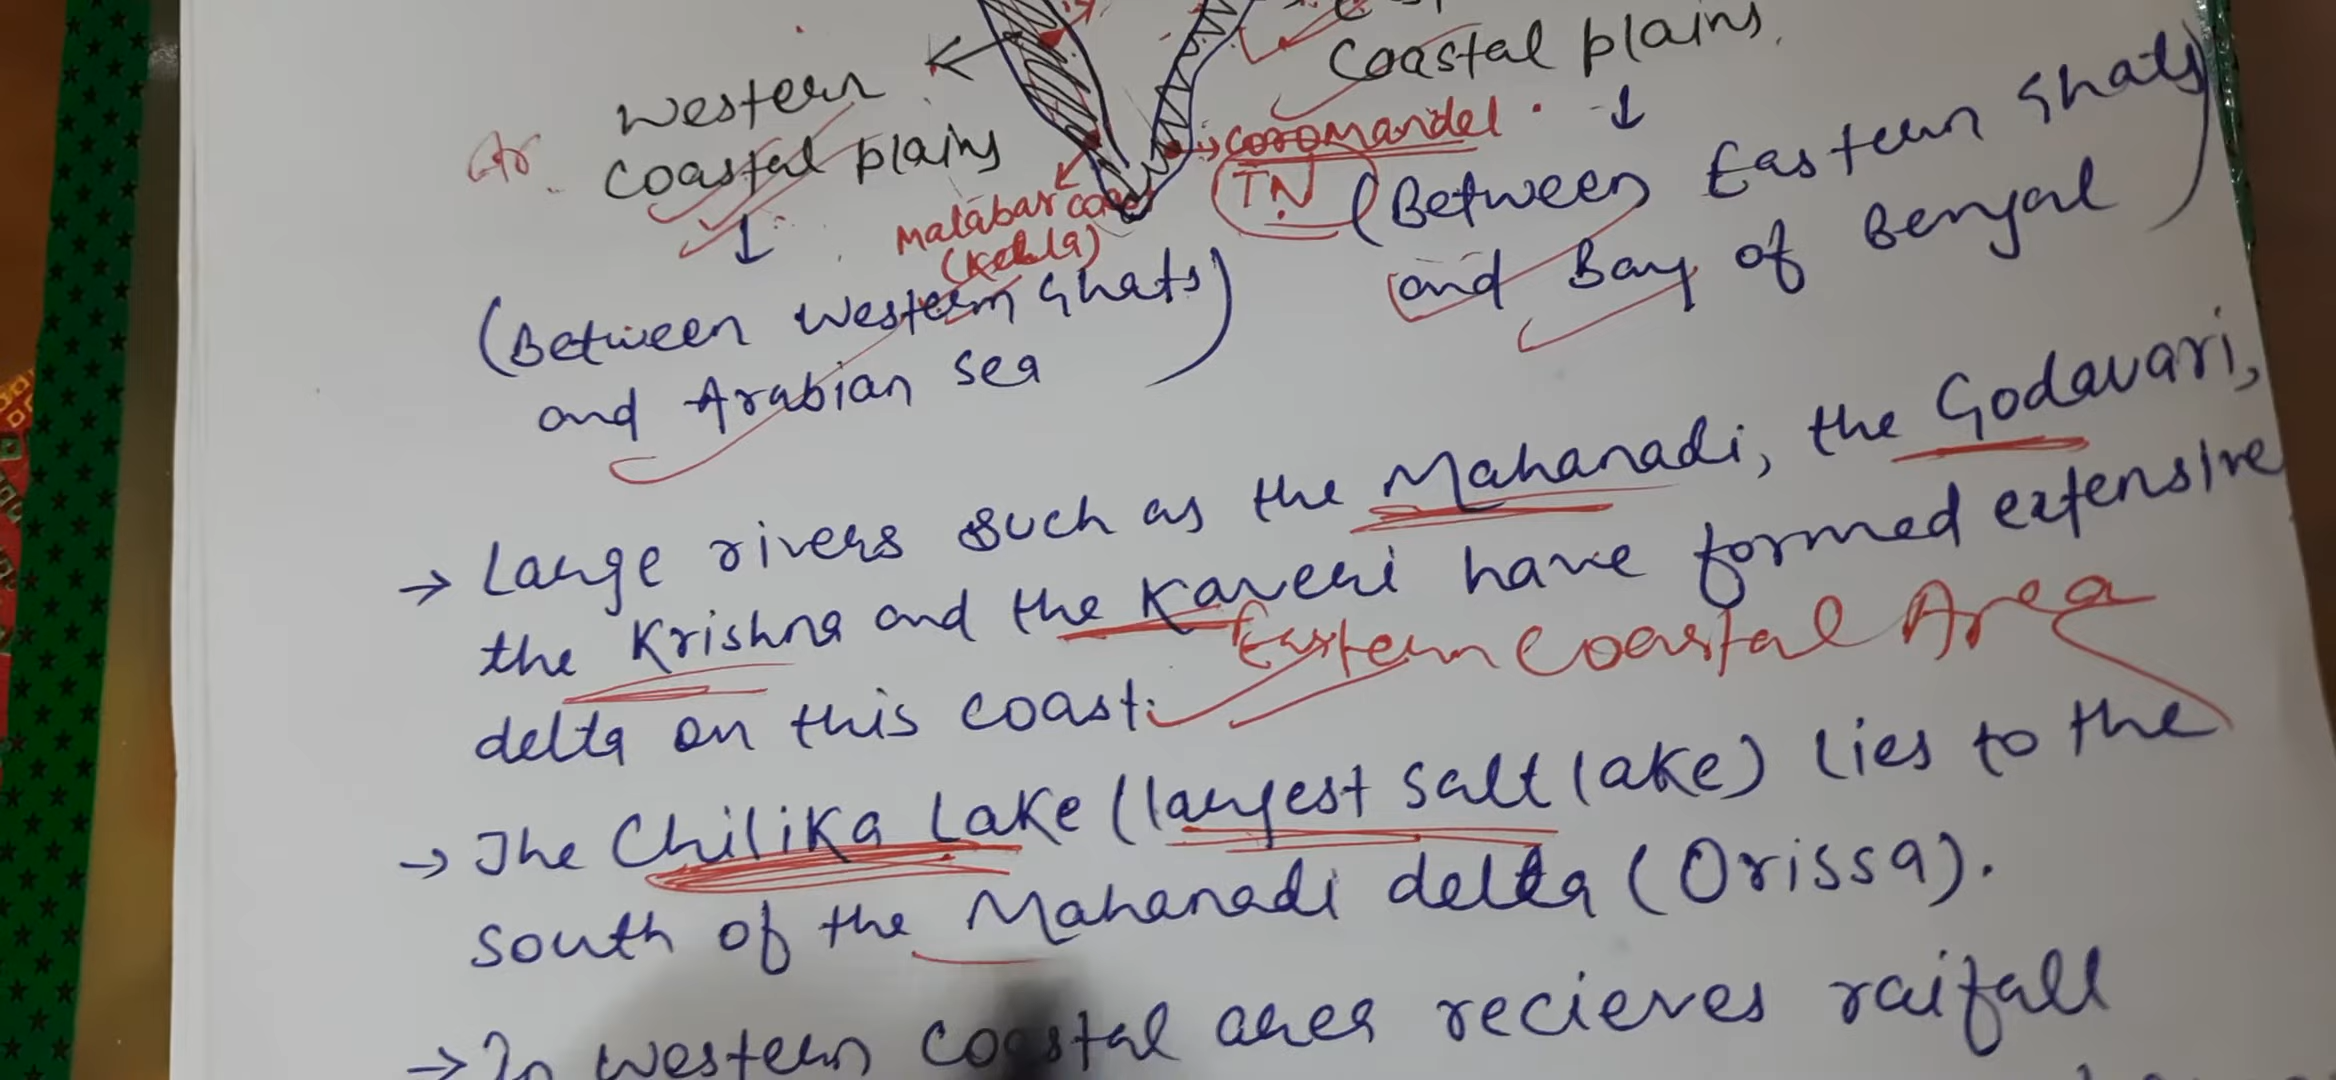 Western
Coastal plains
Malabar coast
(Kerala)
(Between Western Ghats)
and Arabian sea
Coastal plains.
Coromandel.
TN
(Between Eastern Ghats)
and Bay of Bengal
→ Large rivers such as the Mahanadi, the Godavari,
the Krishna and the Kaveri have formed extensive
delta on this coast.
Eastern Coastal Area
→ The Chilika Lake (largest salt lake) lies to the
south of the Mahanadi delta (Orissa).
→ In western coastal area recieves raifall